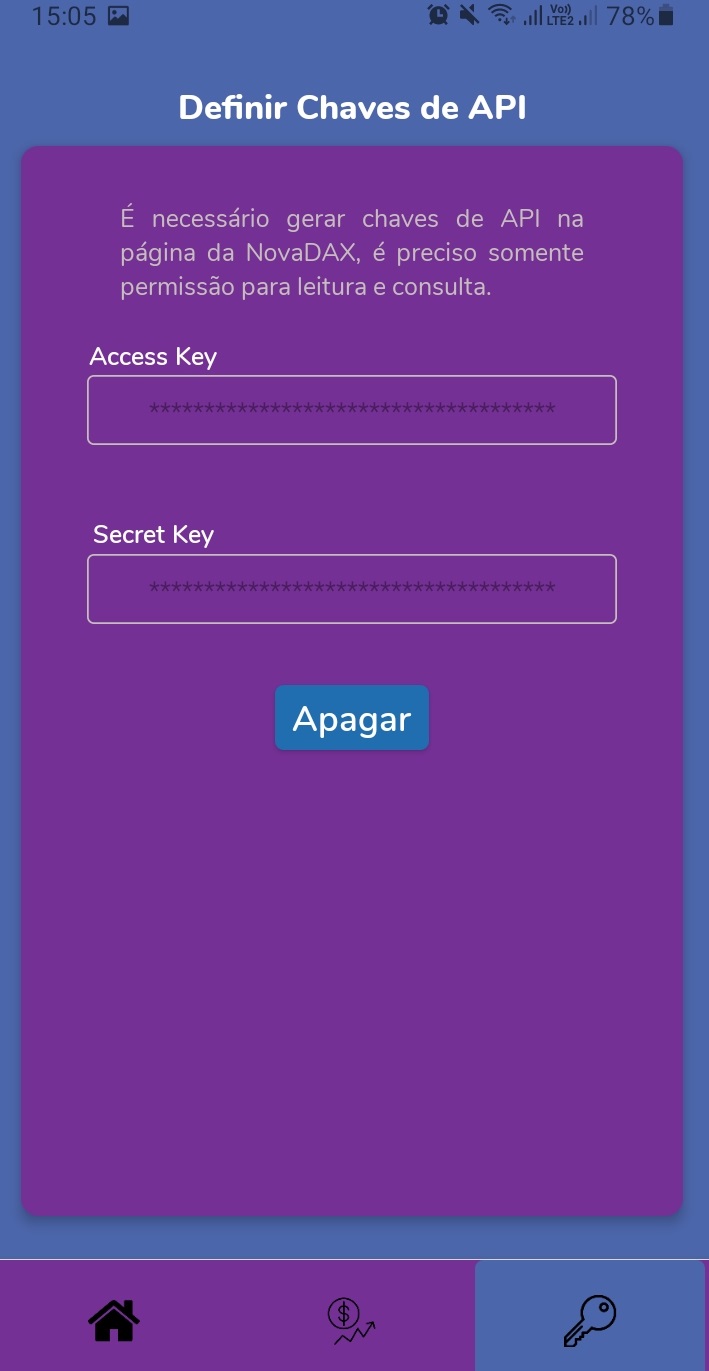 15:05 Vo) 78%
LTE2
Definir Chaves de API
É necessário gerar chaves de API na
página da NovaDAX, é preciso somente
permissão para leitura e consulta.
Access Key
*************************************
Secret Key
*************************************
Apagar
$